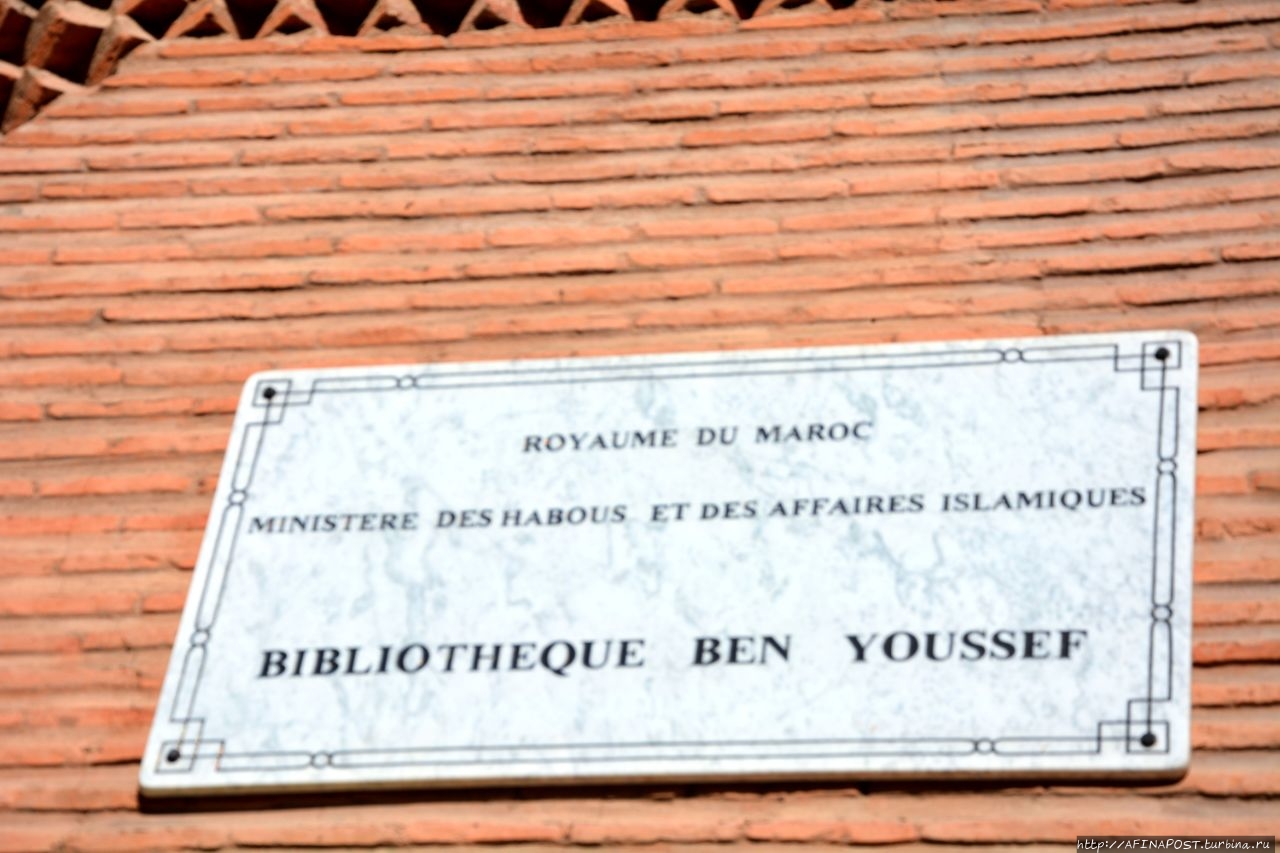 ROYAUME DU MAROC
MINISTERE DES HABOUS ET DES AFFAIRES ISLAMIQUES
BIBLIOTHEQUE BEN YOUSSEF
http://AFINAPOST.turbina.ru